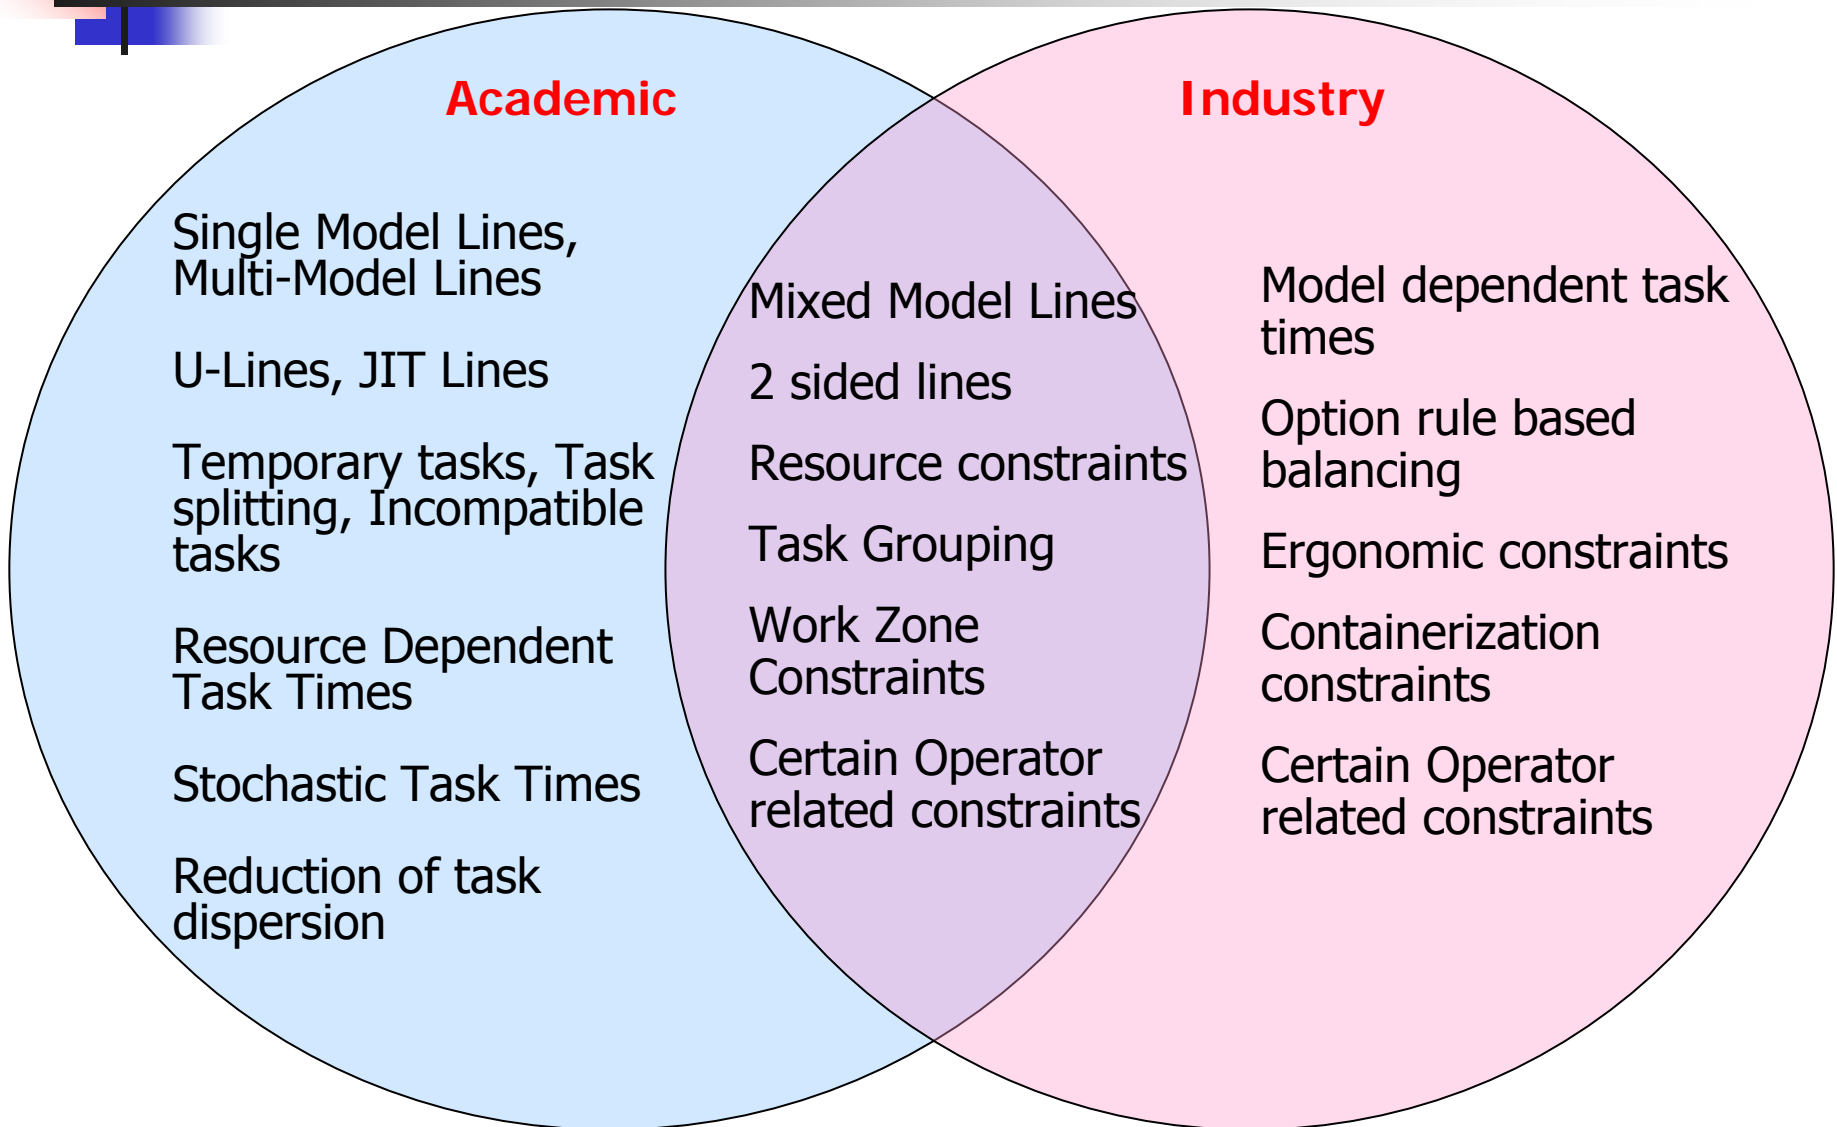 Academic
Industry
Single Model Lines,
Multi-Model Lines
U-Lines, JIT Lines
Temporary tasks, Task
splitting, Incompatible
tasks
Resource Dependent
Task Times
Stochastic Task Times
Reduction of task
dispersion
Mixed Model Lines
2 sided lines
Resource constraints
Task Grouping
Work Zone
Constraints
Certain Operator
related constraints
Model dependent task
times
Option rule based
balancing
Ergonomic constraints
Containerization
constraints
Certain Operator
related constraints